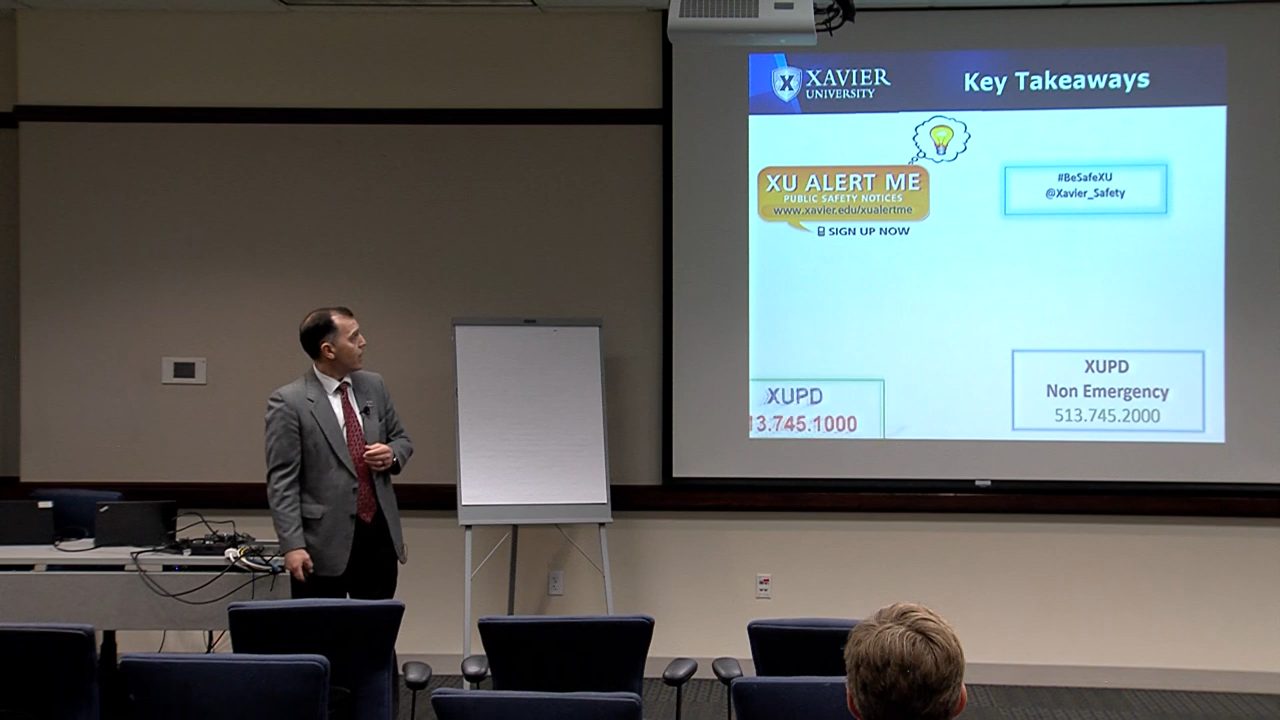 X
XAVIER
UNIVERSITY
Key Takeaways
XU ALERT ME
PUBLIC SAFETY NOTICES
www.xavier.edu/xualertme
SIGN UP NOW
#BeSafeXU
@Xavier_Safety
XUPD
3.745.1000
XUPD
Non Emergency
513.745.2000